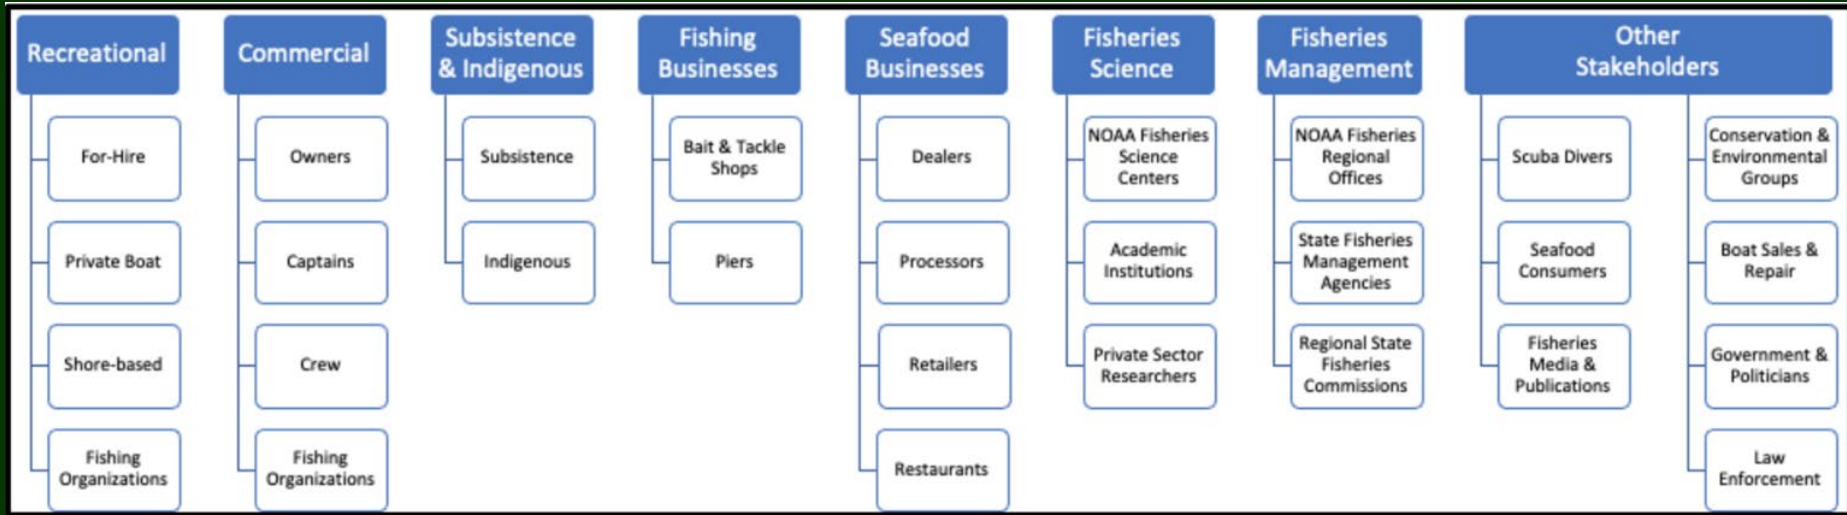 Recreational
For-Hire
Private Boat
Shore-based
Fishing
Organizations
Commercial
Owners
Captains
Crew
Fishing
Organizations
Subsistence
& Indigenous
Subsistence
Indigenous
Fishing
Businesses
Bait & Tackle
Shops
Piers
Seafood
Businesses
Dealers
Processors
Retailers
Restaurants
Fisheries
Science
NOAA Fisheries
Science
Centers
Academic
Institutions
Private Sector
Researchers
Fisheries
Management
NOAA Fisheries
Regional
Offices
State Fisheries
Management
Agencies
Regional State
Fisheries
Commissions
Other
Stakeholders
Scuba Divers
Seafood
Consumers
Fisheries
Media &
Publications
Conservation &
Environmental
Groups
Boat Sales &
Repair
Government &
Politicians
Law
Enforcement